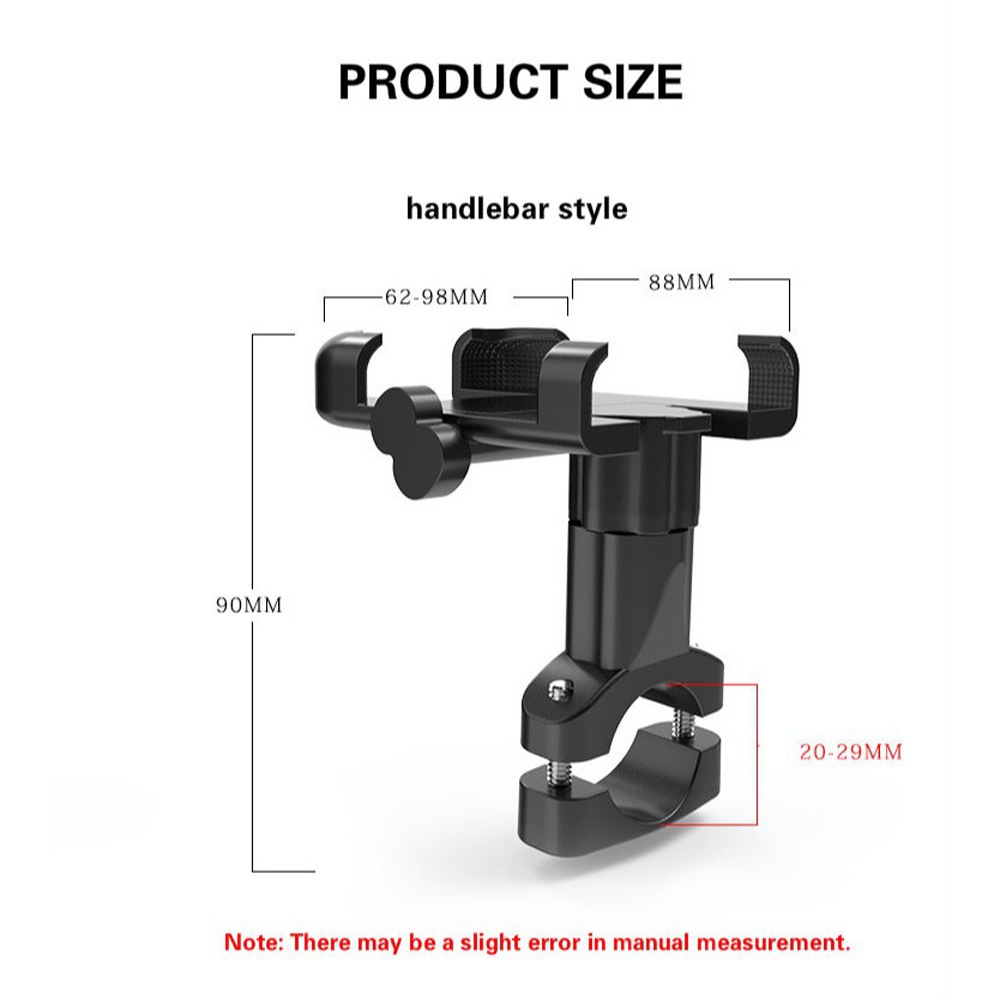 PRODUCT SIZE
handlebar style
62-98MM
88MM
90MM
20-29MM
Note: There may be a slight error in manual measurement.